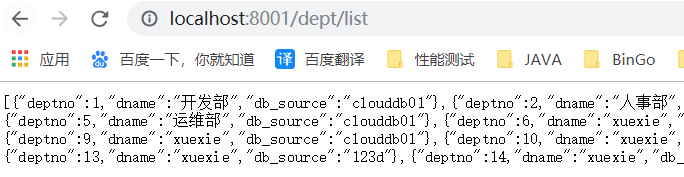 localhost:8001/dept/list
应用 百度一下，你就知道 译 百度翻译 性能测试 JAVA BinGo
[{"deptno":1,"dname":"开发部","db_source":"clouddb01"},{"deptno":2,"dname":"人事部",
{"deptno":5,"dname":"运维部","db_source":"clouddb01"},{"deptno":6,"dname":"xuexie",
{"deptno":9,"dname":"xuexie","db_source":"clouddb01"},{"deptno":10,"dname":"xuexie",
{"deptno":13,"dname":"xuexie","db_source":"123d"},{"deptno":14,"dname":"xuexie","db_